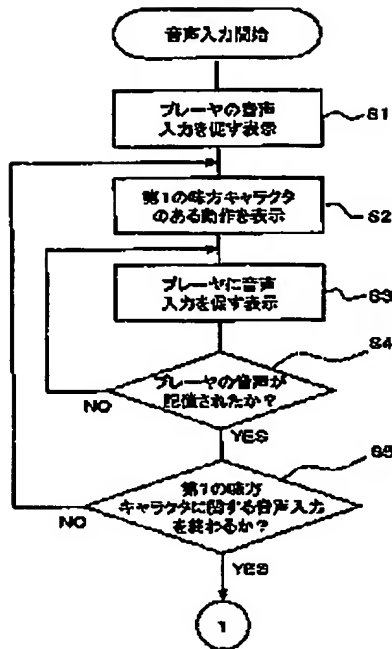 音声入力開始
プレーヤの音声
入力を促す表示
S1
第1の味方キャラクタ
のある動作を表示
S2
プレーヤに音声
入力を促す表示
S3
S4
プレーヤの音声が
記憶されたか？
NO
YES
S5
第1の味方
キャラクタに関する音声入力
を終わるか？
NO
YES
1